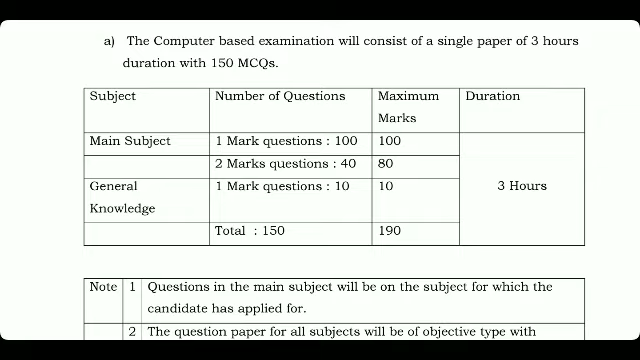 a) The Computer based examination will consist of a single paper of 3 hours
duration with 150 MCQs.
Subject Number of Questions Maximum Marks Duration
Main Subject 1 Mark questions : 100 100
2 Marks questions : 40 80
General Knowledge 1 Mark questions : 10 10 3 Hours
Total : 150 190
Note 1 Questions in the main subject will be on the subject for which the
candidate has applied for.
2 The question paper for all subjects will be of objective type with